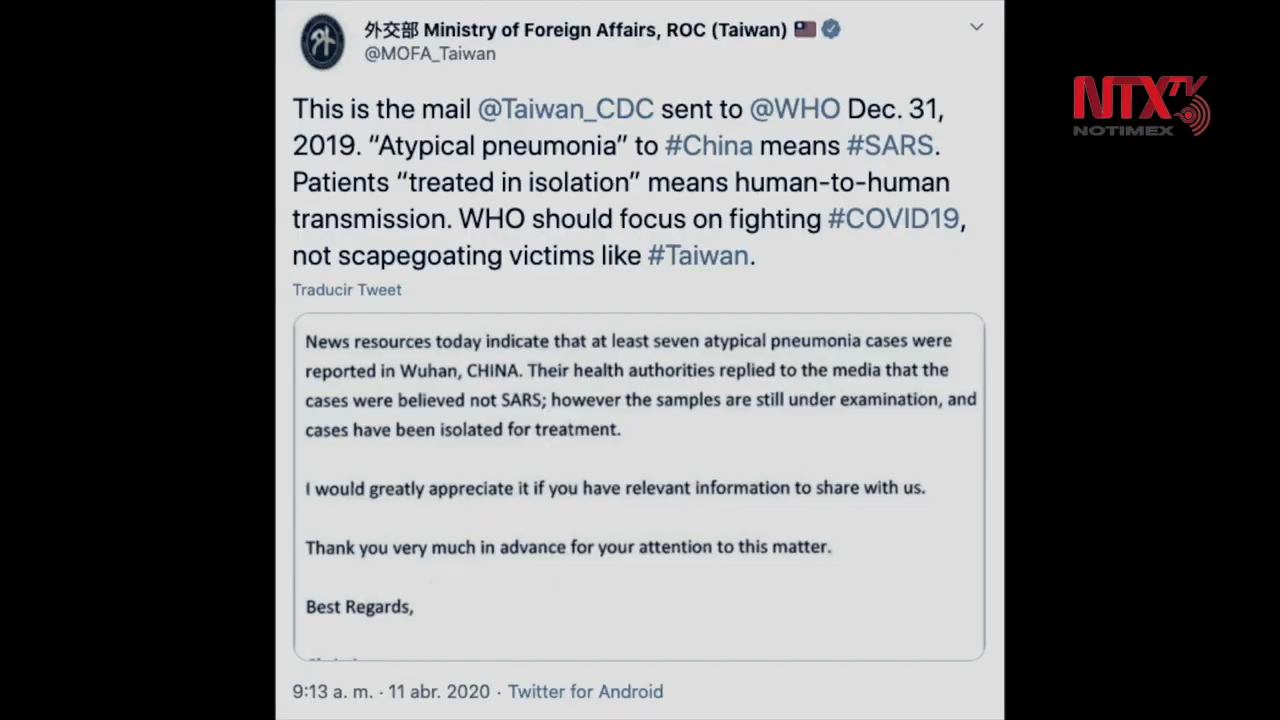 外交部 Ministry of Foreign Affairs, ROC (Taiwan)
@MOFA_Taiwan
NTX TV
NOTIMEX
This is the mail @Taiwan_CDC sent to @WHO Dec. 31,
2019. “Atypical pneumonia” to #China means #SARS.
Patients “treated in isolation” means human-to-human
transmission. WHO should focus on fighting #COVID19,
not scapegoating victims like #Taiwan.
Traducir Tweet
News resources today indicate that at least seven atypical pneumonia cases were
reported in Wuhan, CHINA. Their health authorities replied to the media that the
cases were believed not SARS; however the samples are still under examination, and
cases have been isolated for treatment.
I would greatly appreciate it if you have relevant information to share with us.
Thank you very much in advance for your attention to this matter.
Best Regards,
9:13 a. m. · 11 abr. 2020 · Twitter for Android